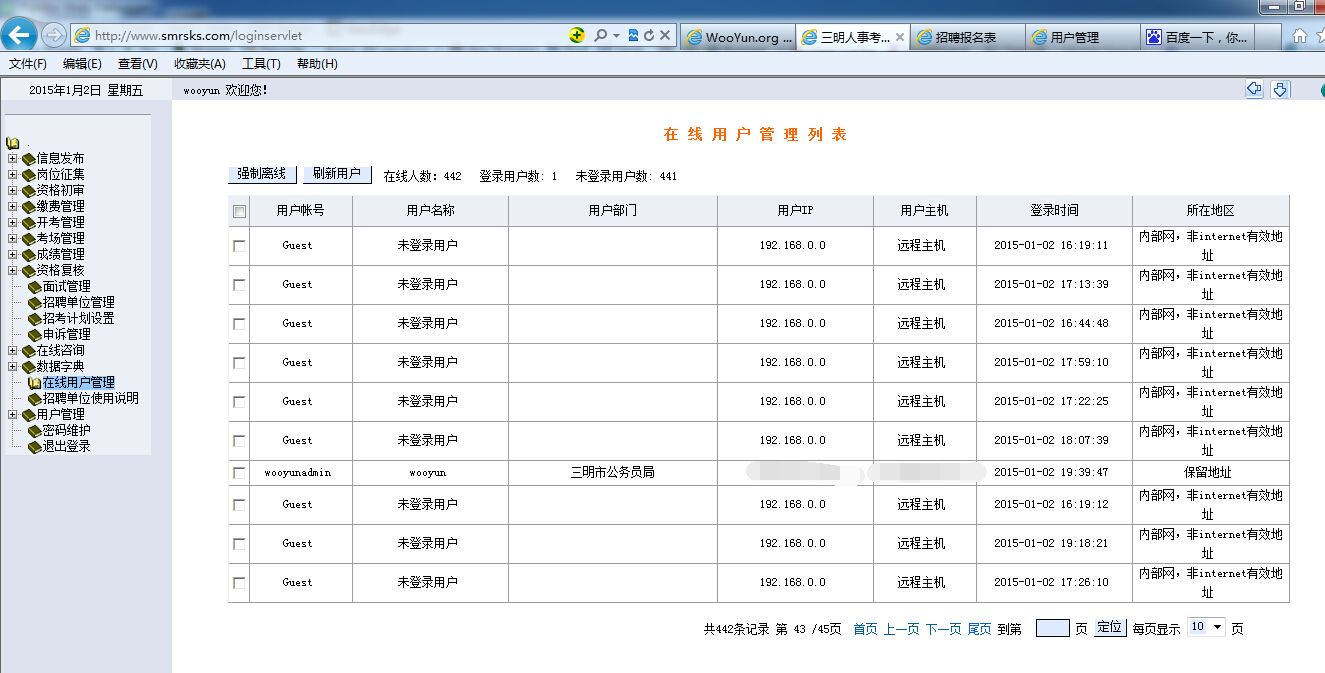 http://www.smrsks.com/loginservlet
WooYun.org ...
三明人事考...
招聘报名表
用户管理
百度一下，你...
文件(F) 编辑(E) 查看(V) 收藏夹(A) 工具(T) 帮助(H)
2015年1月2日 星期五
wooyun 欢迎您!
.
信息发布
岗位征集
资格初审
缴费管理
开考管理
考场管理
成绩管理
资格复核
面试管理
招聘单位管理
招考计划设置
申诉管理
在线咨询
数据字典
在线用户管理
招聘单位使用说明
用户管理
密码维护
退出登录
在线用户管理列表
强制离线 刷新用户 在线人数: 442 登录用户数: 1 未登录用户数: 441
用户帐号 用户名称 用户部门 用户IP 用户主机 登录时间 所在地区
Guest 未登录用户 192.168.0.0 远程主机 2015-01-02 16:19:11 内部网，非internet有效地址
Guest 未登录用户 192.168.0.0 远程主机 2015-01-02 17:13:39 内部网，非internet有效地址
Guest 未登录用户 192.168.0.0 远程主机 2015-01-02 16:44:48 内部网，非internet有效地址
Guest 未登录用户 192.168.0.0 远程主机 2015-01-02 17:59:10 内部网，非internet有效地址
Guest 未登录用户 192.168.0.0 远程主机 2015-01-02 17:22:25 内部网，非internet有效地址
Guest 未登录用户 192.168.0.0 远程主机 2015-01-02 18:07:39 内部网，非internet有效地址
wooyunadmin wooyun 三明市公务员局 2015-01-02 19:39:47 保留地址
Guest 未登录用户 192.168.0.0 远程主机 2015-01-02 16:19:12 内部网，非internet有效地址
Guest 未登录用户 192.168.0.0 远程主机 2015-01-02 19:18:21 内部网，非internet有效地址
Guest 未登录用户 192.168.0.0 远程主机 2015-01-02 17:26:10 内部网，非internet有效地址
共442条记录 第 43 /45页 首页 上一页 下一页 尾页 到第 页 定位 每页显示 10 页